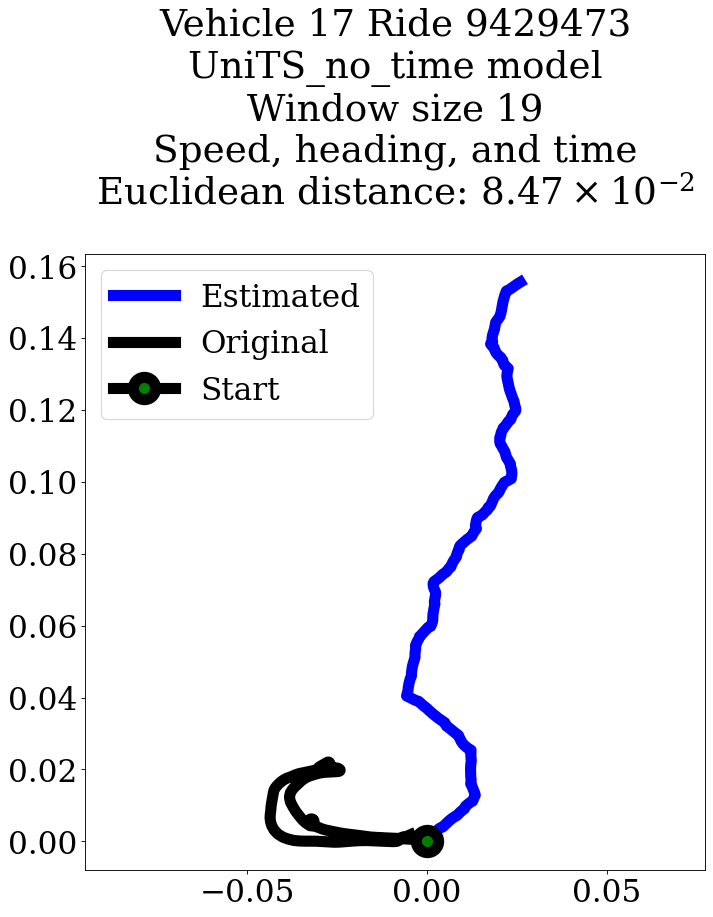 Vehicle 17 Ride 9429473
UniTS_no_time model
Window size 19
Speed, heading, and time
Euclidean distance: 8.47 × 10⁻²
0.16
Estimated
0.14
Original
Start
0.12
0.10
0.08
0.06
0.04
0.02
0.00
−0.05 0.00 0.05